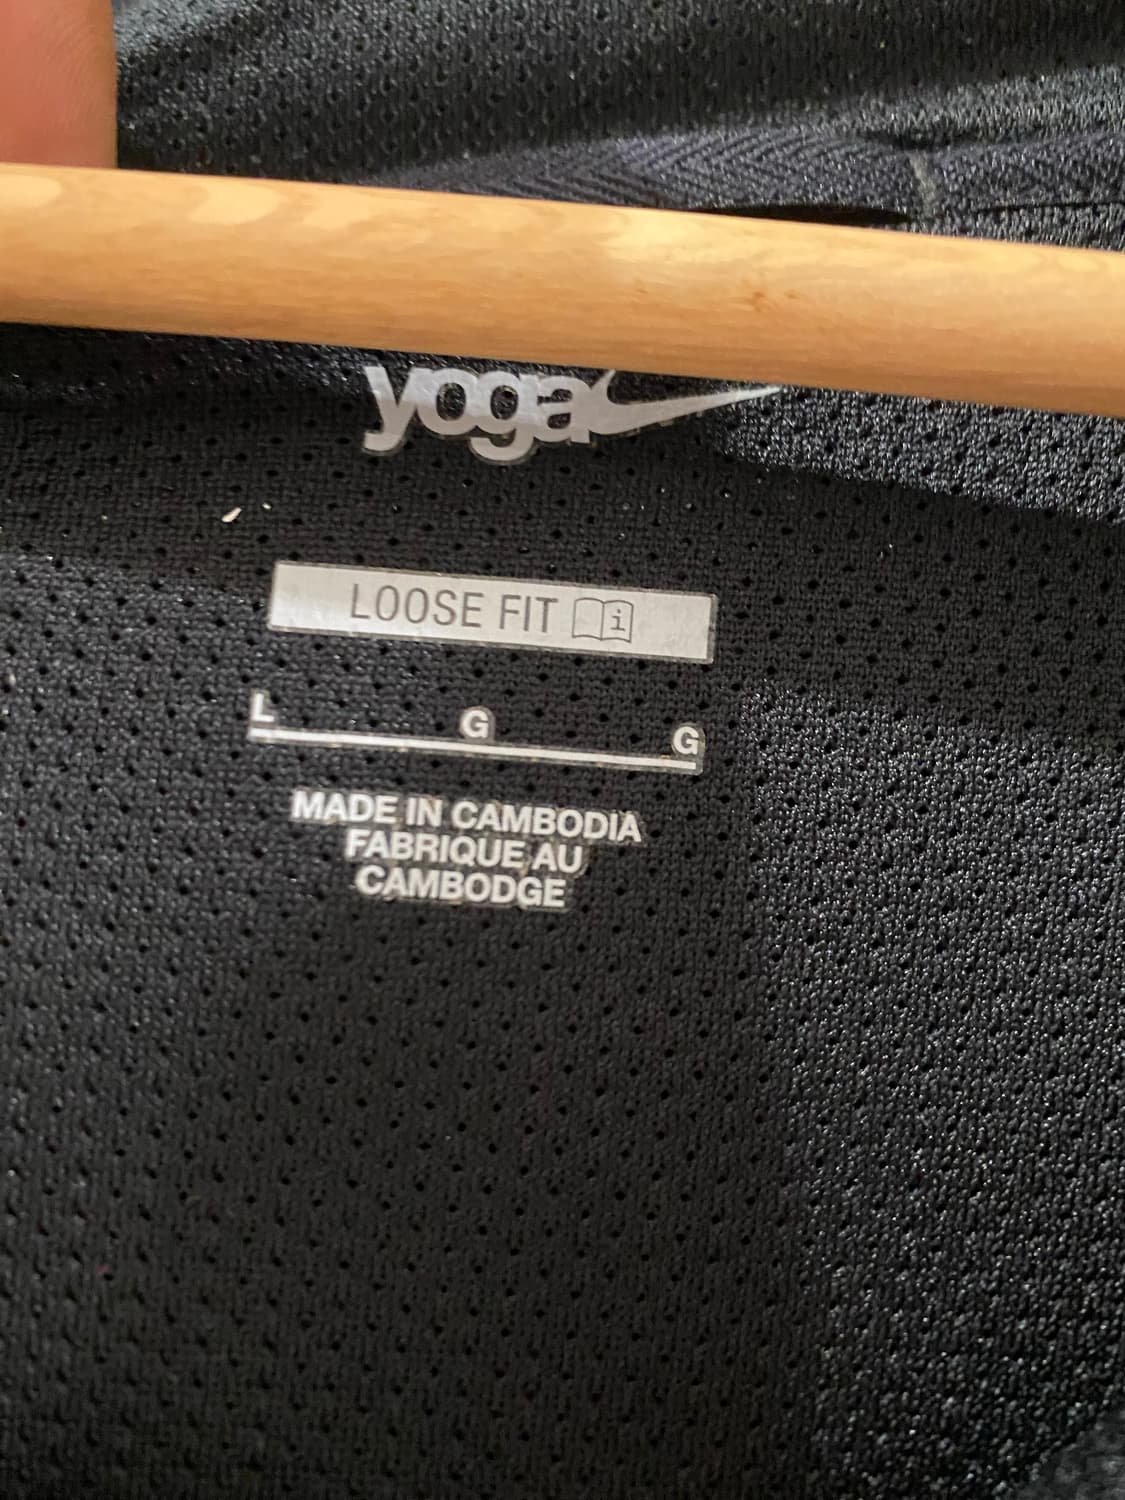 yoga
LOOSE FIT i
L G G
MADE IN CAMBODIA
FABRIQUE AU
CAMBODGE